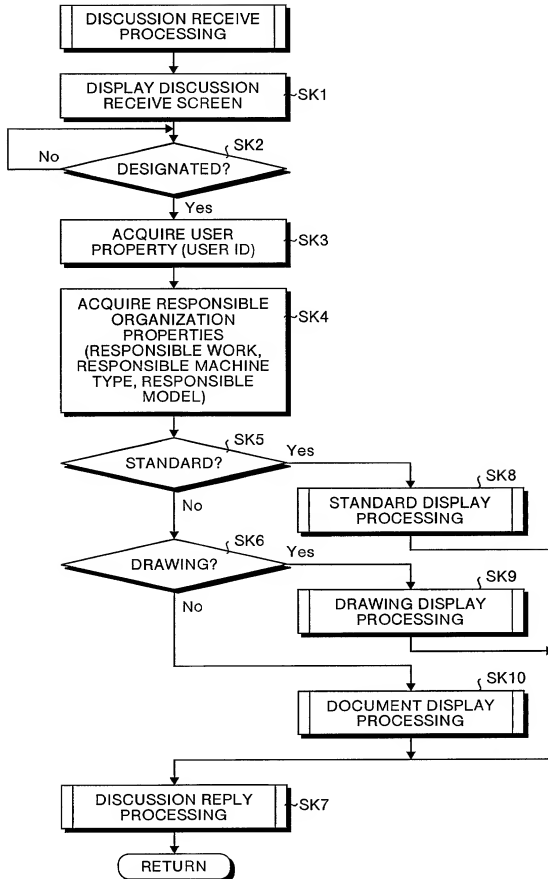 DISCUSSION RECEIVE
PROCESSING
DISPLAY DISCUSSION
RECEIVE SCREEN
SK1
SK2
No
DESIGNATED?
Yes
ACQUIRE USER
PROPERTY (USER ID)
SK3
ACQUIRE RESPONSIBLE
ORGANIZATION
PROPERTIES
(RESPONSIBLE WORK,
RESPONSIBLE MACHINE
TYPE, RESPONSIBLE
MODEL)
SK4
SK5
Yes
STANDARD?
SK8
No
STANDARD DISPLAY
PROCESSING
SK6
Yes
DRAWING?
SK9
No
DRAWING DISPLAY
PROCESSING
SK10
DOCUMENT DISPLAY
PROCESSING
DISCUSSION REPLY
PROCESSING
SK7
RETURN